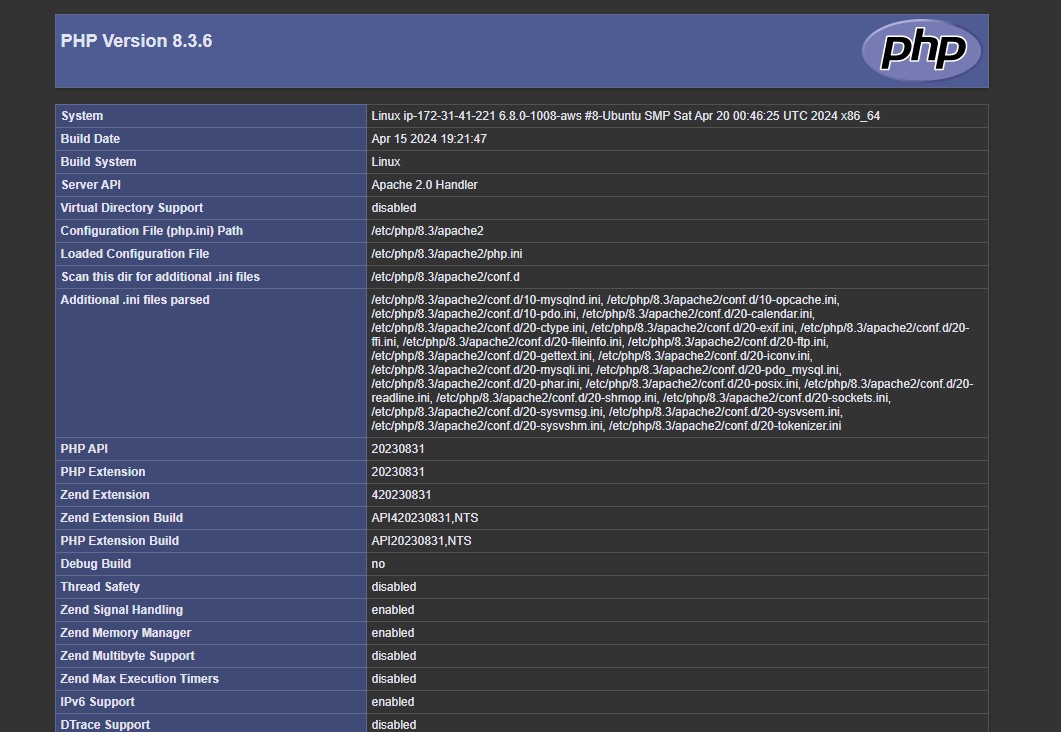 PHP Version 8.3.6
php
System Linux ip-172-31-41-221 6.8.0-1008-aws #8-Ubuntu SMP Sat Apr 20 00:46:25 UTC 2024 x86_64
Build Date Apr 15 2024 19:21:47
Build System Linux
Server API Apache 2.0 Handler
Virtual Directory Support disabled
Configuration File (php.ini) Path /etc/php/8.3/apache2
Loaded Configuration File /etc/php/8.3/apache2/php.ini
Scan this dir for additional .ini files /etc/php/8.3/apache2/conf.d
Additional .ini files parsed /etc/php/8.3/apache2/conf.d/10-mysqlnd.ini, /etc/php/8.3/apache2/conf.d/10-opcache.ini,
/etc/php/8.3/apache2/conf.d/10-pdo.ini, /etc/php/8.3/apache2/conf.d/20-calendar.ini,
/etc/php/8.3/apache2/conf.d/20-ctype.ini, /etc/php/8.3/apache2/conf.d/20-exif.ini, /etc/php/8.3/apache2/conf.d/20-
ffi.ini, /etc/php/8.3/apache2/conf.d/20-fileinfo.ini, /etc/php/8.3/apache2/conf.d/20-ftp.ini,
/etc/php/8.3/apache2/conf.d/20-gettext.ini, /etc/php/8.3/apache2/conf.d/20-iconv.ini,
/etc/php/8.3/apache2/conf.d/20-mysqli.ini, /etc/php/8.3/apache2/conf.d/20-pdo_mysql.ini,
/etc/php/8.3/apache2/conf.d/20-phar.ini, /etc/php/8.3/apache2/conf.d/20-posix.ini, /etc/php/8.3/apache2/conf.d/20-
readline.ini, /etc/php/8.3/apache2/conf.d/20-shmop.ini, /etc/php/8.3/apache2/conf.d/20-sockets.ini,
/etc/php/8.3/apache2/conf.d/20-sysvmsg.ini, /etc/php/8.3/apache2/conf.d/20-sysvsem.ini,
/etc/php/8.3/apache2/conf.d/20-sysvshm.ini, /etc/php/8.3/apache2/conf.d/20-tokenizer.ini
PHP API 20230831
PHP Extension 20230831
Zend Extension 420230831
Zend Extension Build API420230831,NTS
PHP Extension Build API20230831,NTS
Debug Build no
Thread Safety disabled
Zend Signal Handling enabled
Zend Memory Manager enabled
Zend Multibyte Support disabled
Zend Max Execution Timers disabled
IPv6 Support enabled
DTrace Support disabled